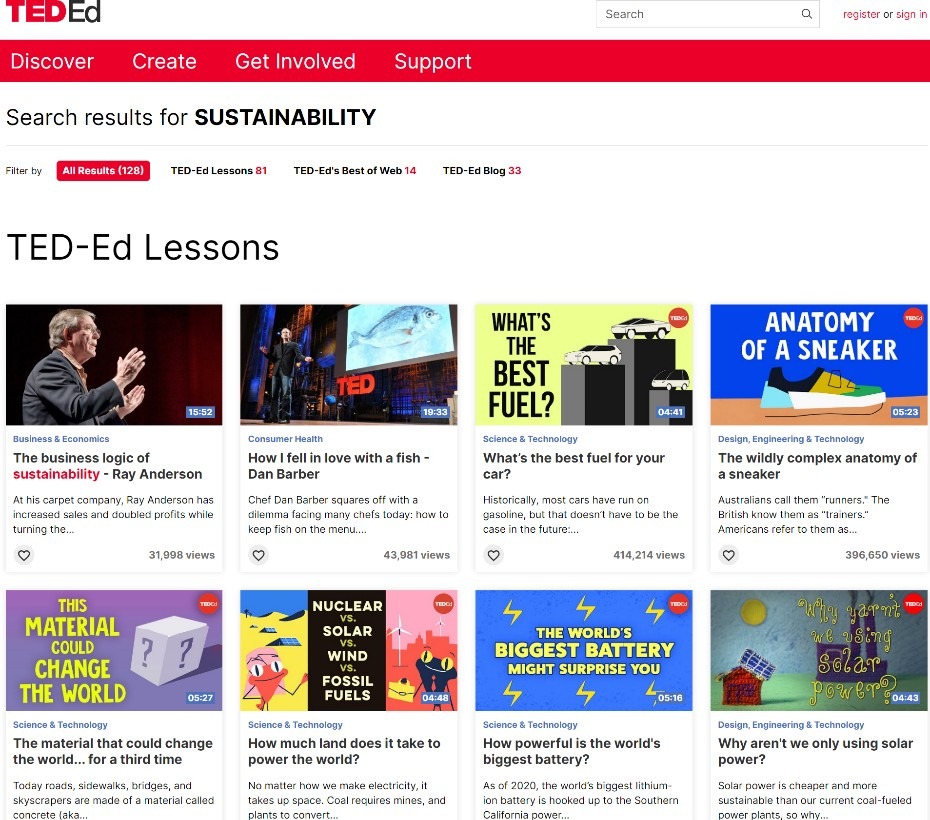 TEDEd
Search
register or sign in
Discover Create Get Involved Support
Search results for SUSTAINABILITY
Filter by All Results (128) TED-Ed Lessons 81 TED-Ed's Best of Web 14 TED-Ed Blog 33
TED-Ed Lessons
15:52
Business & Economics
The business logic of
sustainability - Ray Anderson
At his carpet company, Ray Anderson has
increased sales and doubled profits while
turning the...
31,998 views
TED
19:33
Consumer Health
How I fell in love with a fish -
Dan Barber
Chef Dan Barber squares off with a
dilemma facing many chefs today: how to
keep fish on the menu....
43,981 views
WHAT'S
THE
BEST
FUEL?
TEDEd
04:41
Science & Technology
What's the best fuel for your
car?
Historically, most cars have run on
gasoline, but that doesn't have to be the
case in the future:...
414,214 views
ANATOMY
OF A SNEAKER
TEDEd
05:23
Design, Engineering & Technology
The wildly complex anatomy of
a sneaker
Australians call them "runners." The
British know them as "trainers."
Americans refer to them as...
396,650 views
THIS
MATERIAL
COULD
CHANGE
THE WORLD
? ?
TEDEd
05:27
Science & Technology
The material that could change
the world... for a third time
Today roads, sidewalks, bridges, and
skyscrapers are made of a material called
concrete (aka...
NUCLEAR
VS.
SOLAR
VS.
WIND
VS.
FOSSIL
FUELS
TEDEd
04:48
Science & Technology
How much land does it take to
power the world?
No matter how we make electricity, it
takes up space. Coal requires mines, and
plants to convert...
THE WORLD'S
BIGGEST BATTERY
MIGHT SURPRISE YOU
TEDEd
05:16
Science & Technology
How powerful is the world's
biggest battery?
As of 2020, the world's biggest lithium-
ion battery is hooked up to the Southern
California power...
Why aren't
we using
solar
power?
TEDEd
04:43
Design, Engineering & Technology
Why aren't we only using solar
power?
Solar power is cheaper and more
sustainable than our current coal-fueled
power plants, so why...